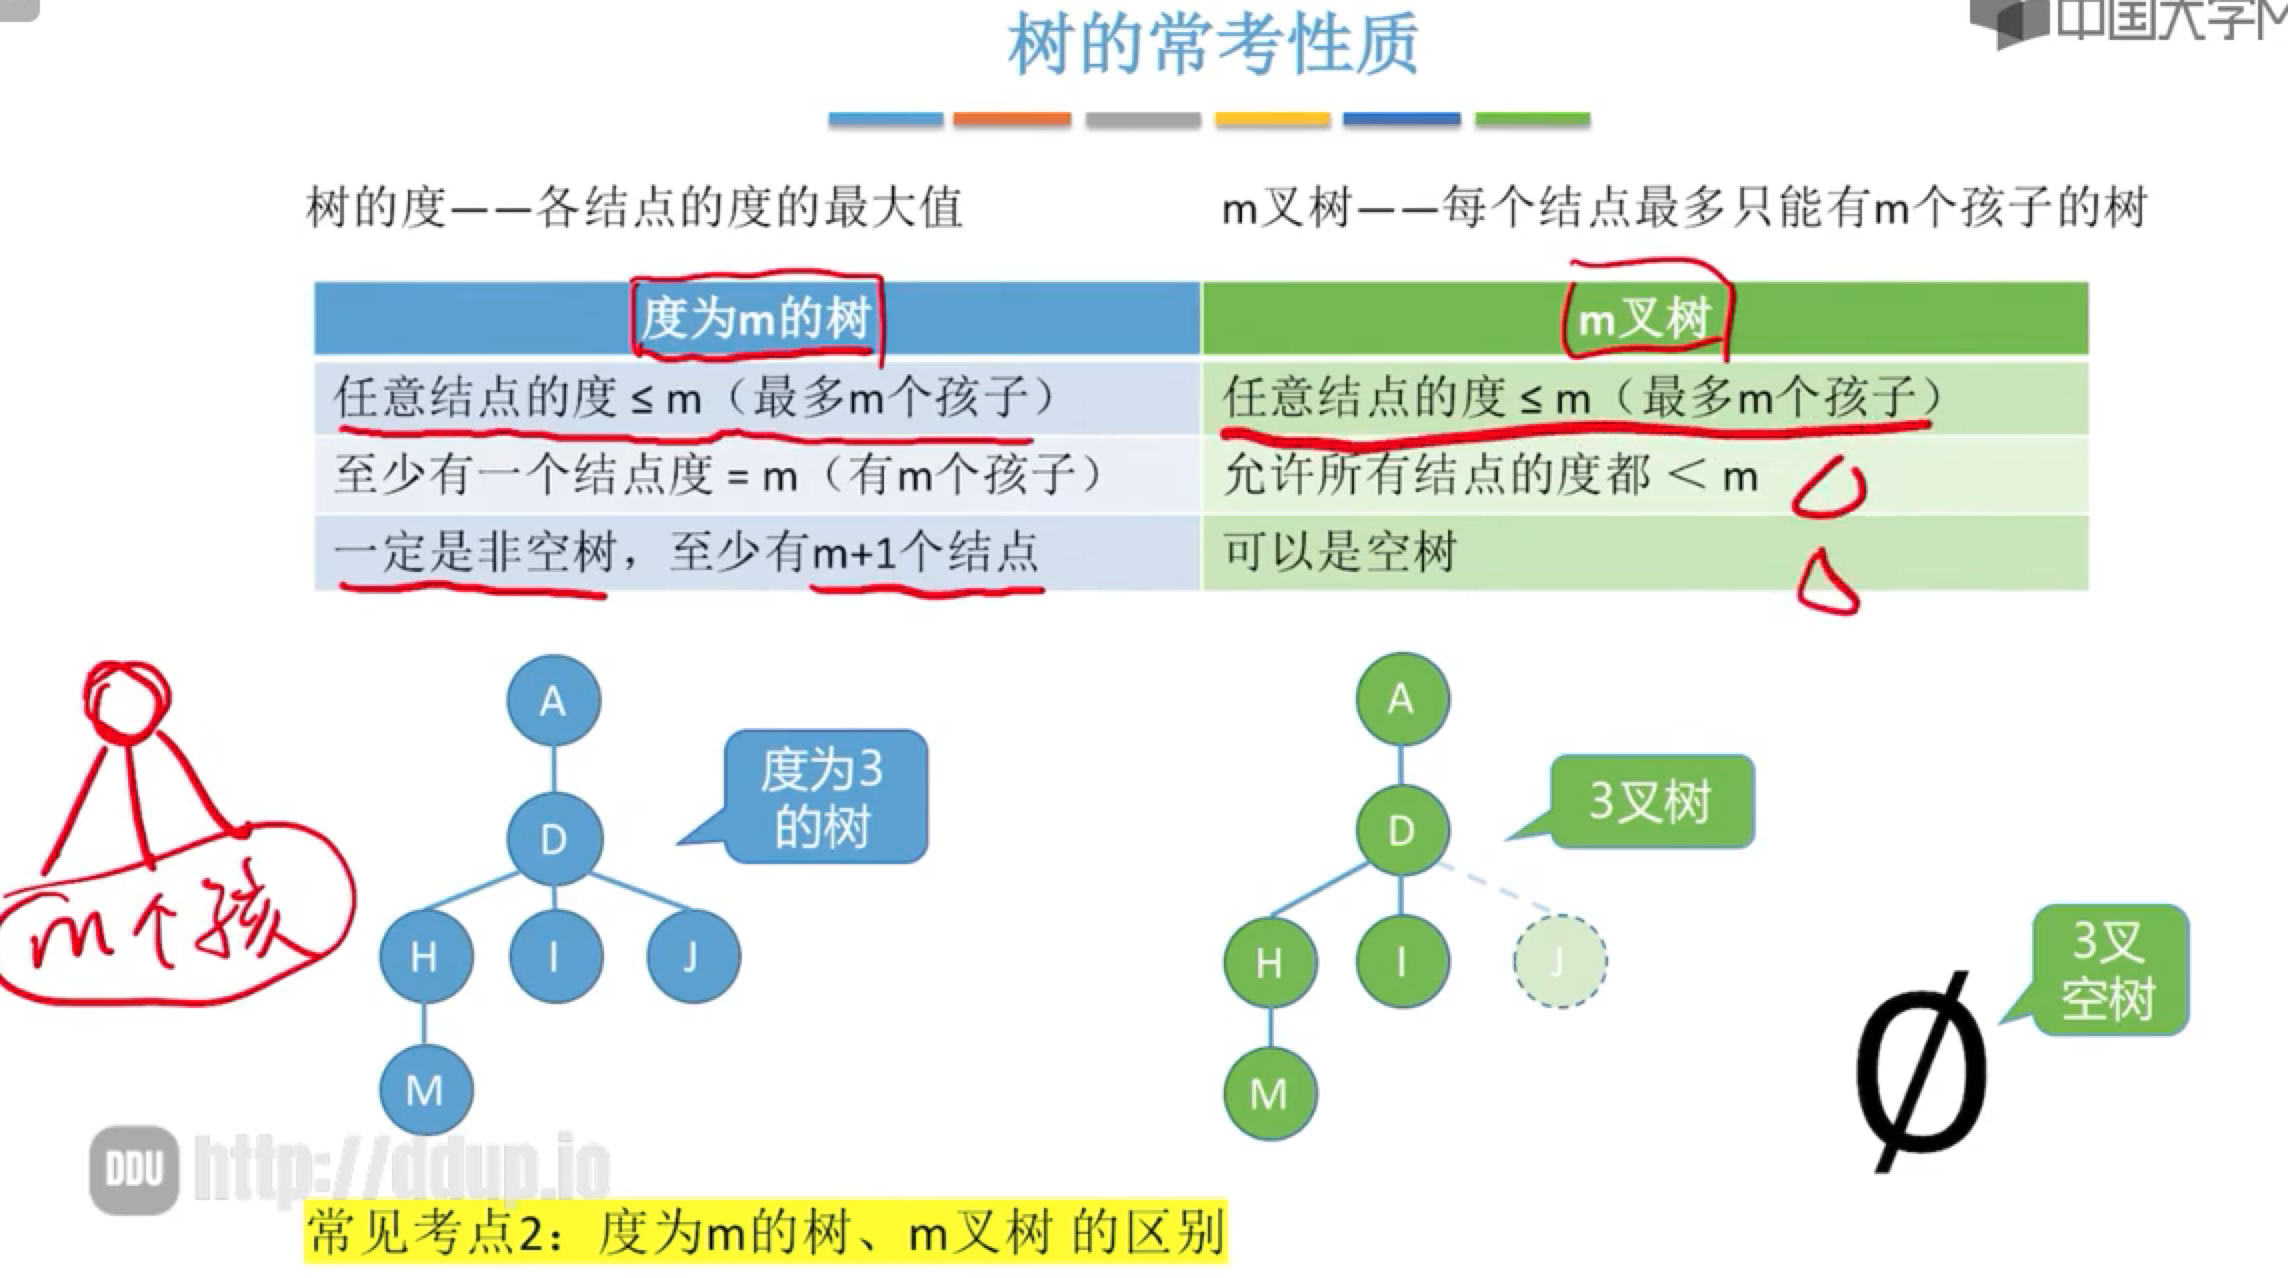 树的常考性质
中国大学M
树的度——各结点的度的最大值
m叉树——每个结点最多只能有m个孩子的树
度为m的树
m叉树
任意结点的度 ≤ m（最多m个孩子）
任意结点的度 ≤ m（最多m个孩子）
至少有一个结点度 = m（有m个孩子）
允许所有结点的度都 < m
一定是非空树，至少有m+1个结点
可以是空树
A
D
H
I
J
M
度为3
的树
m个孩
A
D
H
I
J
M
3叉树
3叉
空树
Ø
DDU http://ddup.io
常见考点2：度为m的树、m叉树 的区别